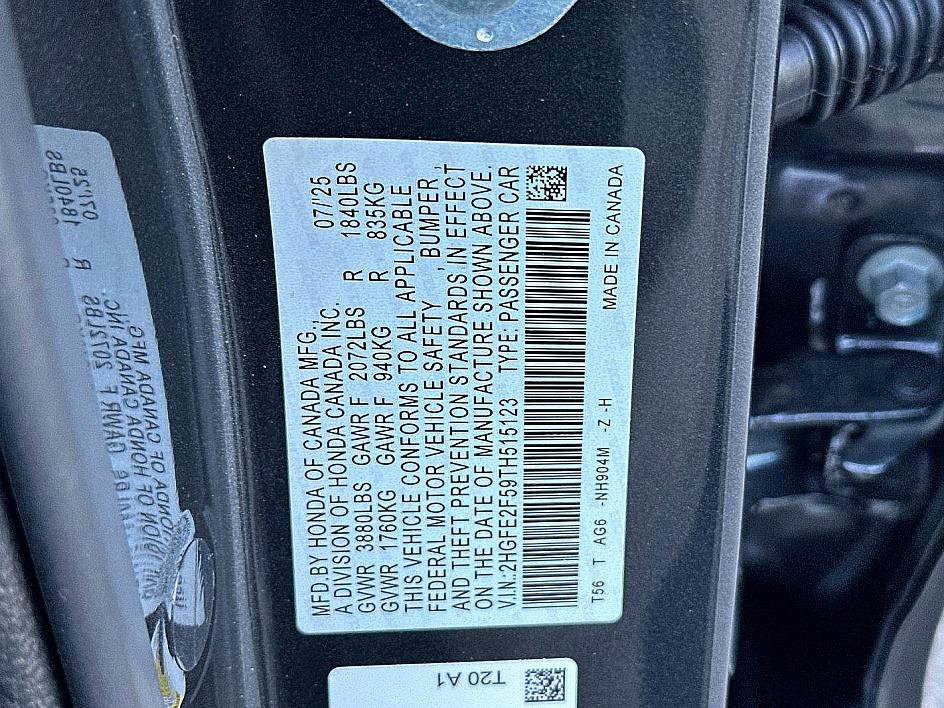 MFD.BY HONDA OF CANADA MFG., 07/'25
A DIVISION OF HONDA CANADA INC.
GVWR 3880LBS GAWR F 2072LBS R 1840LBS
GVWR 1760KG GAWR F 940KG R 835KG
THIS VEHICLE CONFORMS TO ALL APPLICABLE
FEDERAL MOTOR VEHICLE SAFETY, BUMPER,
AND THEFT PREVENTION STANDARDS IN EFFECT
ON THE DATE OF MANUFACTURE SHOWN ABOVE.
V.I.N.:2HGFE2F59TH515123 TYPE: PASSENGER CAR
T56 T AG6 -NH904M -Z -H MADE IN CANADA
T20 A1